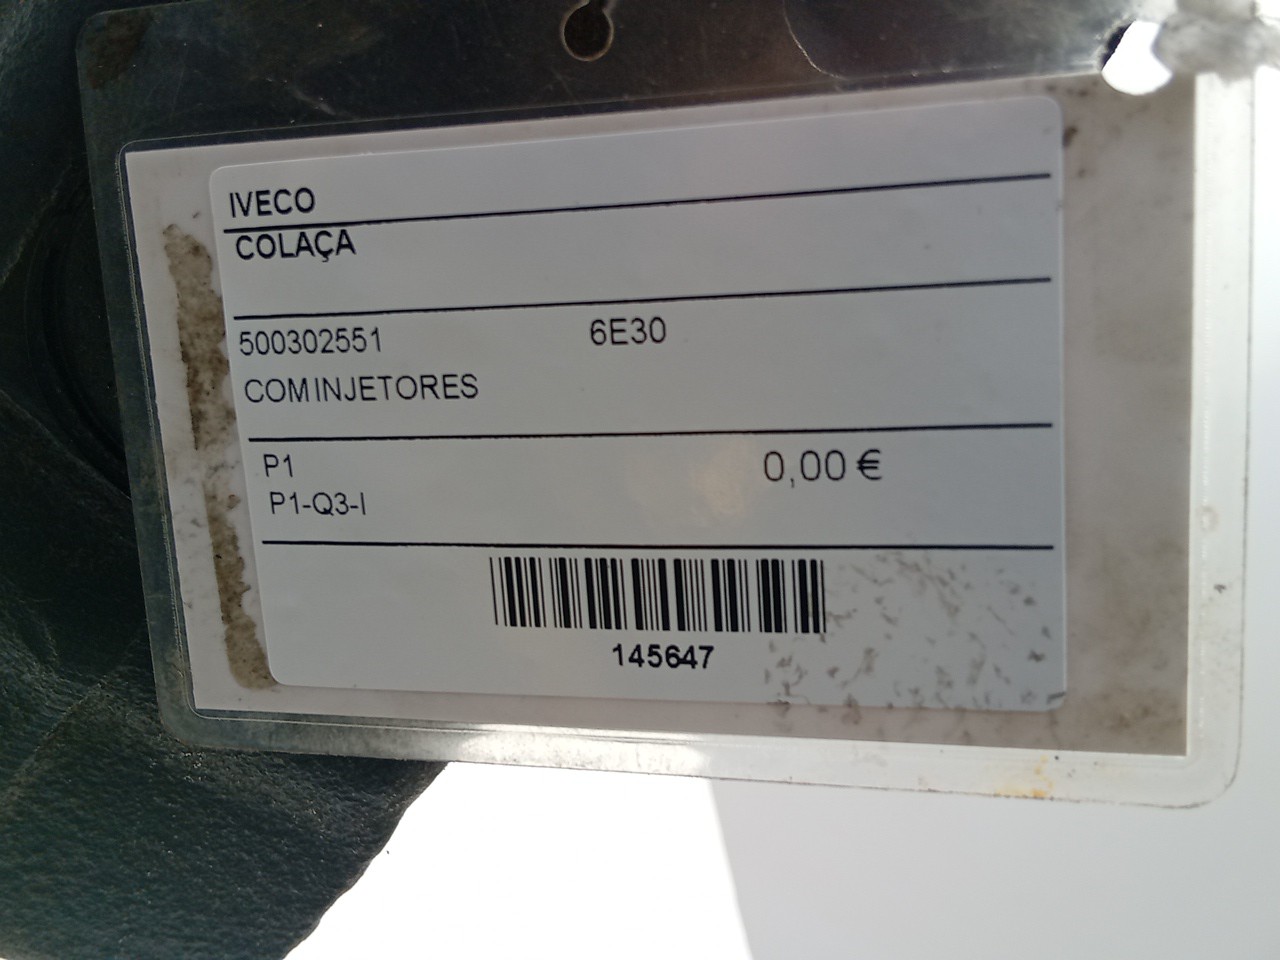 IVECO
COLAÇA
500302551 6E30
COM INJETORES
P1 0,00 €
P1-Q3-I
145647